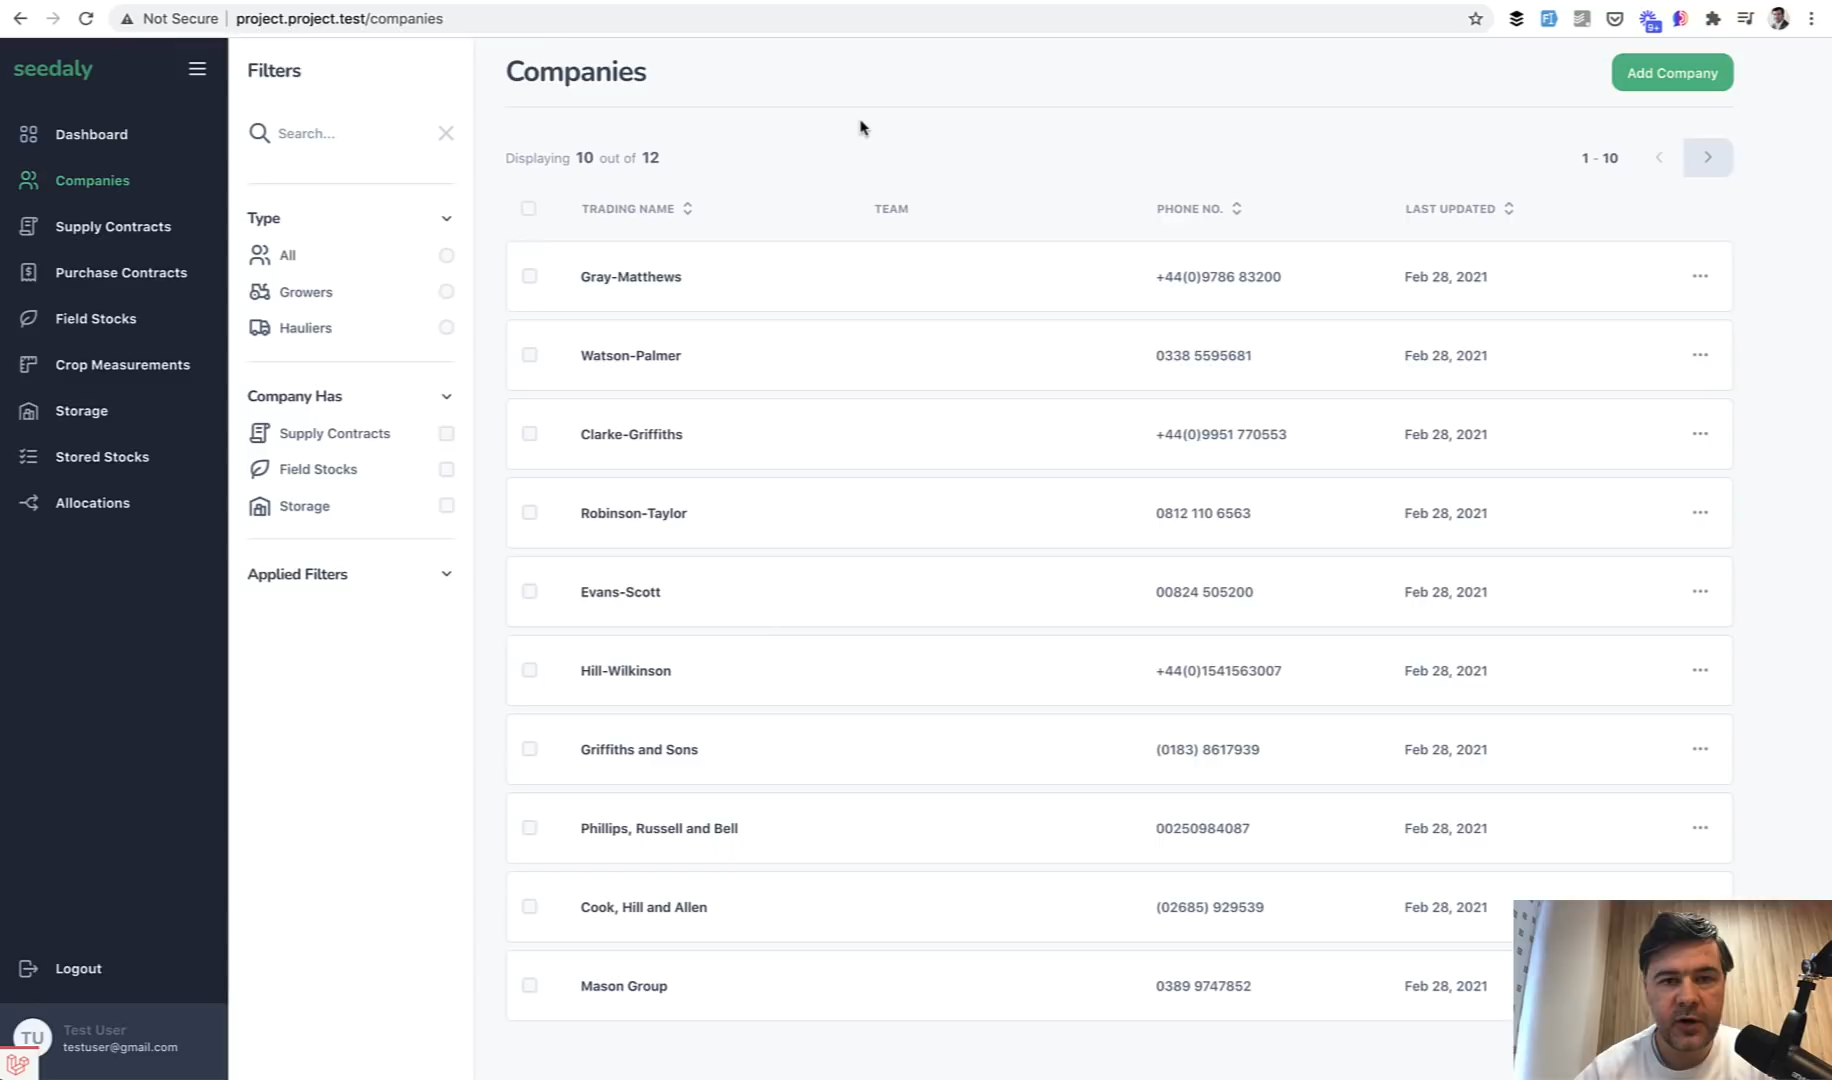 Not Secure | project.project.test/companies
9+
seedaly
Dashboard
Companies
Supply Contracts
Purchase Contracts
Field Stocks
Crop Measurements
Storage
Stored Stocks
Allocations
Logout
TU
Test User
testuser@gmail.com
Filters
Search...
Type
All
Growers
Hauliers
Company Has
Supply Contracts
Field Stocks
Storage
Applied Filters
Companies
Add Company
Displaying 10 out of 12
1 - 10
TRADING NAME TEAM PHONE NO. LAST UPDATED
Gray-Matthews +44(0)9786 83200 Feb 28, 2021
Watson-Palmer 0338 5595681 Feb 28, 2021
Clarke-Griffiths +44(0)9951 770553 Feb 28, 2021
Robinson-Taylor 0812 110 6563 Feb 28, 2021
Evans-Scott 00824 505200 Feb 28, 2021
Hill-Wilkinson +44(0)1541563007 Feb 28, 2021
Griffiths and Sons (0183) 8617939 Feb 28, 2021
Phillips, Russell and Bell 00250984087 Feb 28, 2021
Cook, Hill and Allen (02685) 929539 Feb 28, 2021
Mason Group 0389 9747852 Feb 28, 2021